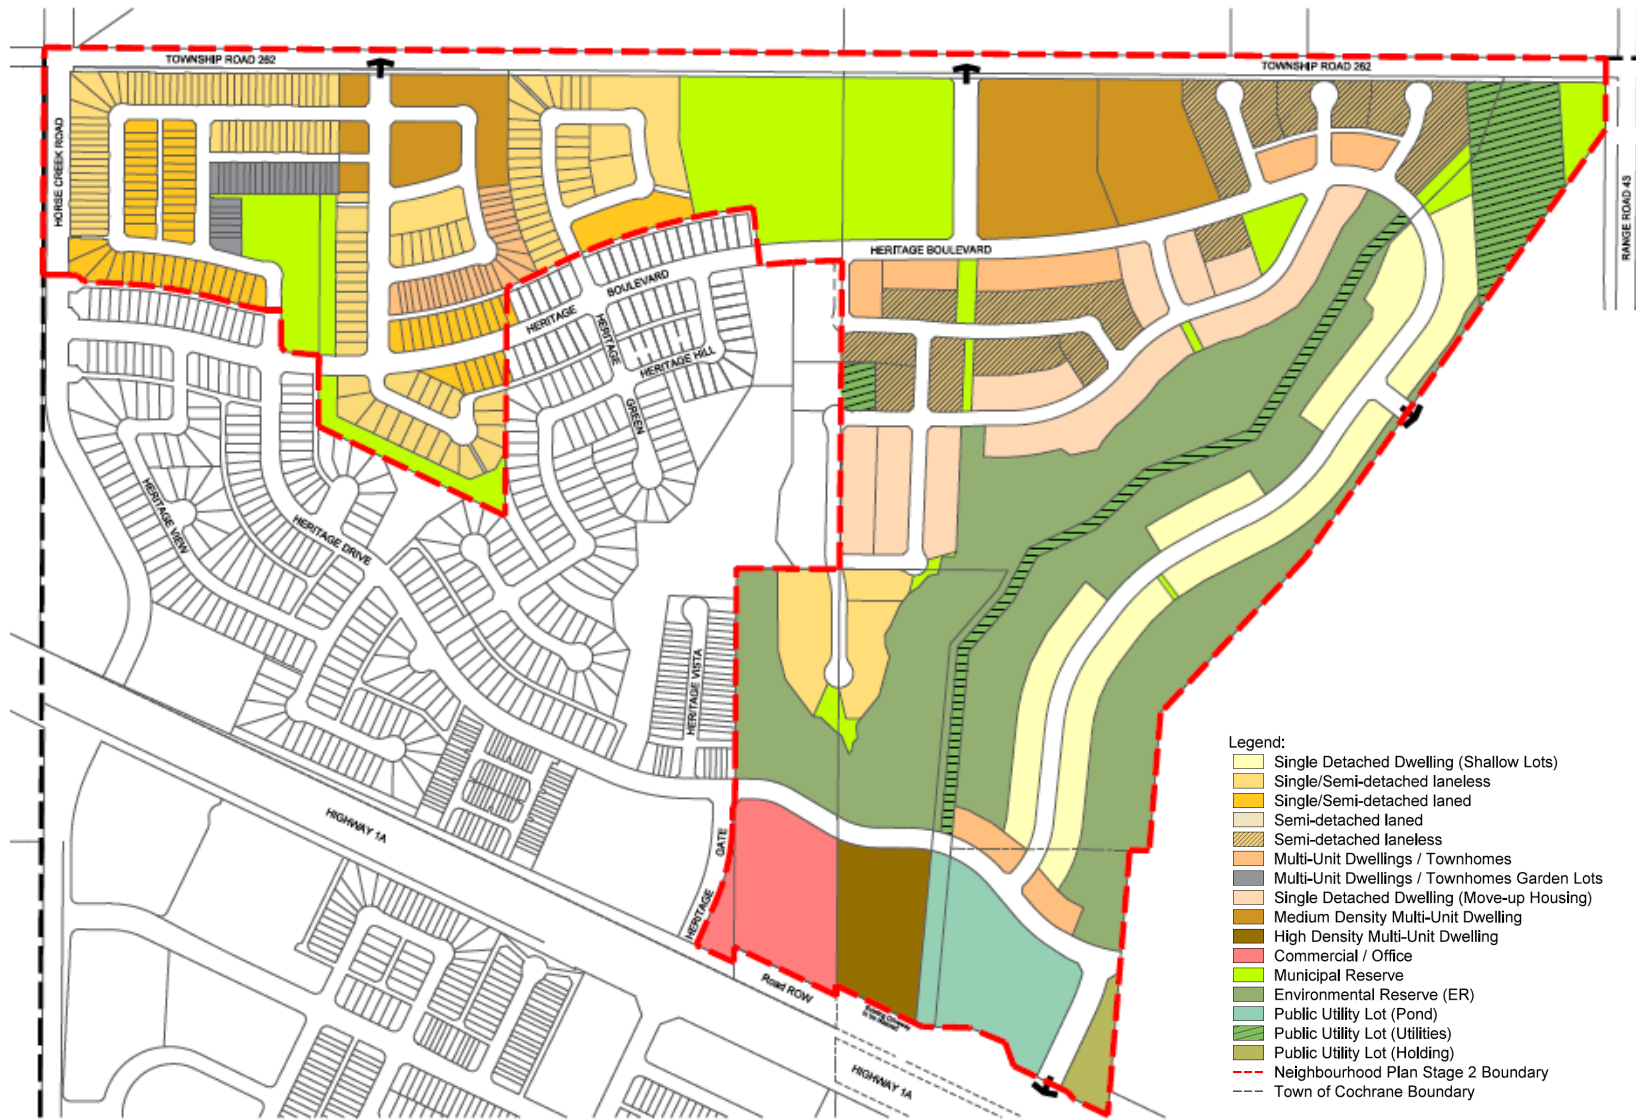 TOWNSHIP ROAD 262
TOWNSHIP ROAD 262
HORSE CREEK ROAD
RANGE ROAD 43
HERITAGE BOULEVARD
HERITAGE
BOULEVARD
HERITAGE
GREEN
HERITAGE HILL
HERITAGE VIEW
HERITAGE DRIVE
HERITAGE VISTA
HERITAGE
GATE
HIGHWAY 1A
Road ROW
HIGHWAY 1A
Legend:
Single Detached Dwelling (Shallow Lots)
Single/Semi-detached laneless
Single/Semi-detached laned
Semi-detached laned
Semi-detached laneless
Multi-Unit Dwellings / Townhomes
Multi-Unit Dwellings / Townhomes Garden Lots
Single Detached Dwelling (Move-up Housing)
Medium Density Multi-Unit Dwelling
High Density Multi-Unit Dwelling
Commercial / Office
Municipal Reserve
Environmental Reserve (ER)
Public Utility Lot (Pond)
Public Utility Lot (Utilities)
Public Utility Lot (Holding)
Neighbourhood Plan Stage 2 Boundary
Town of Cochrane Boundary